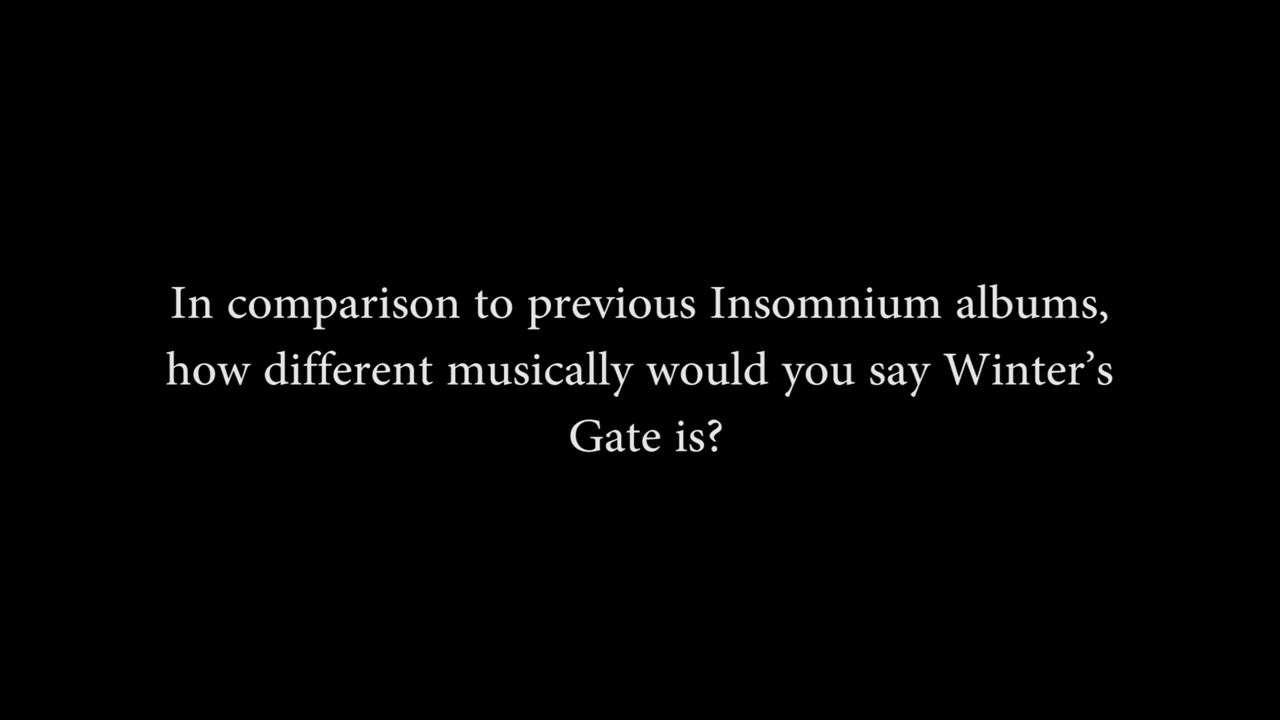 In comparison to previous Insomnium albums,
how different musically would you say Winter’s
Gate is?